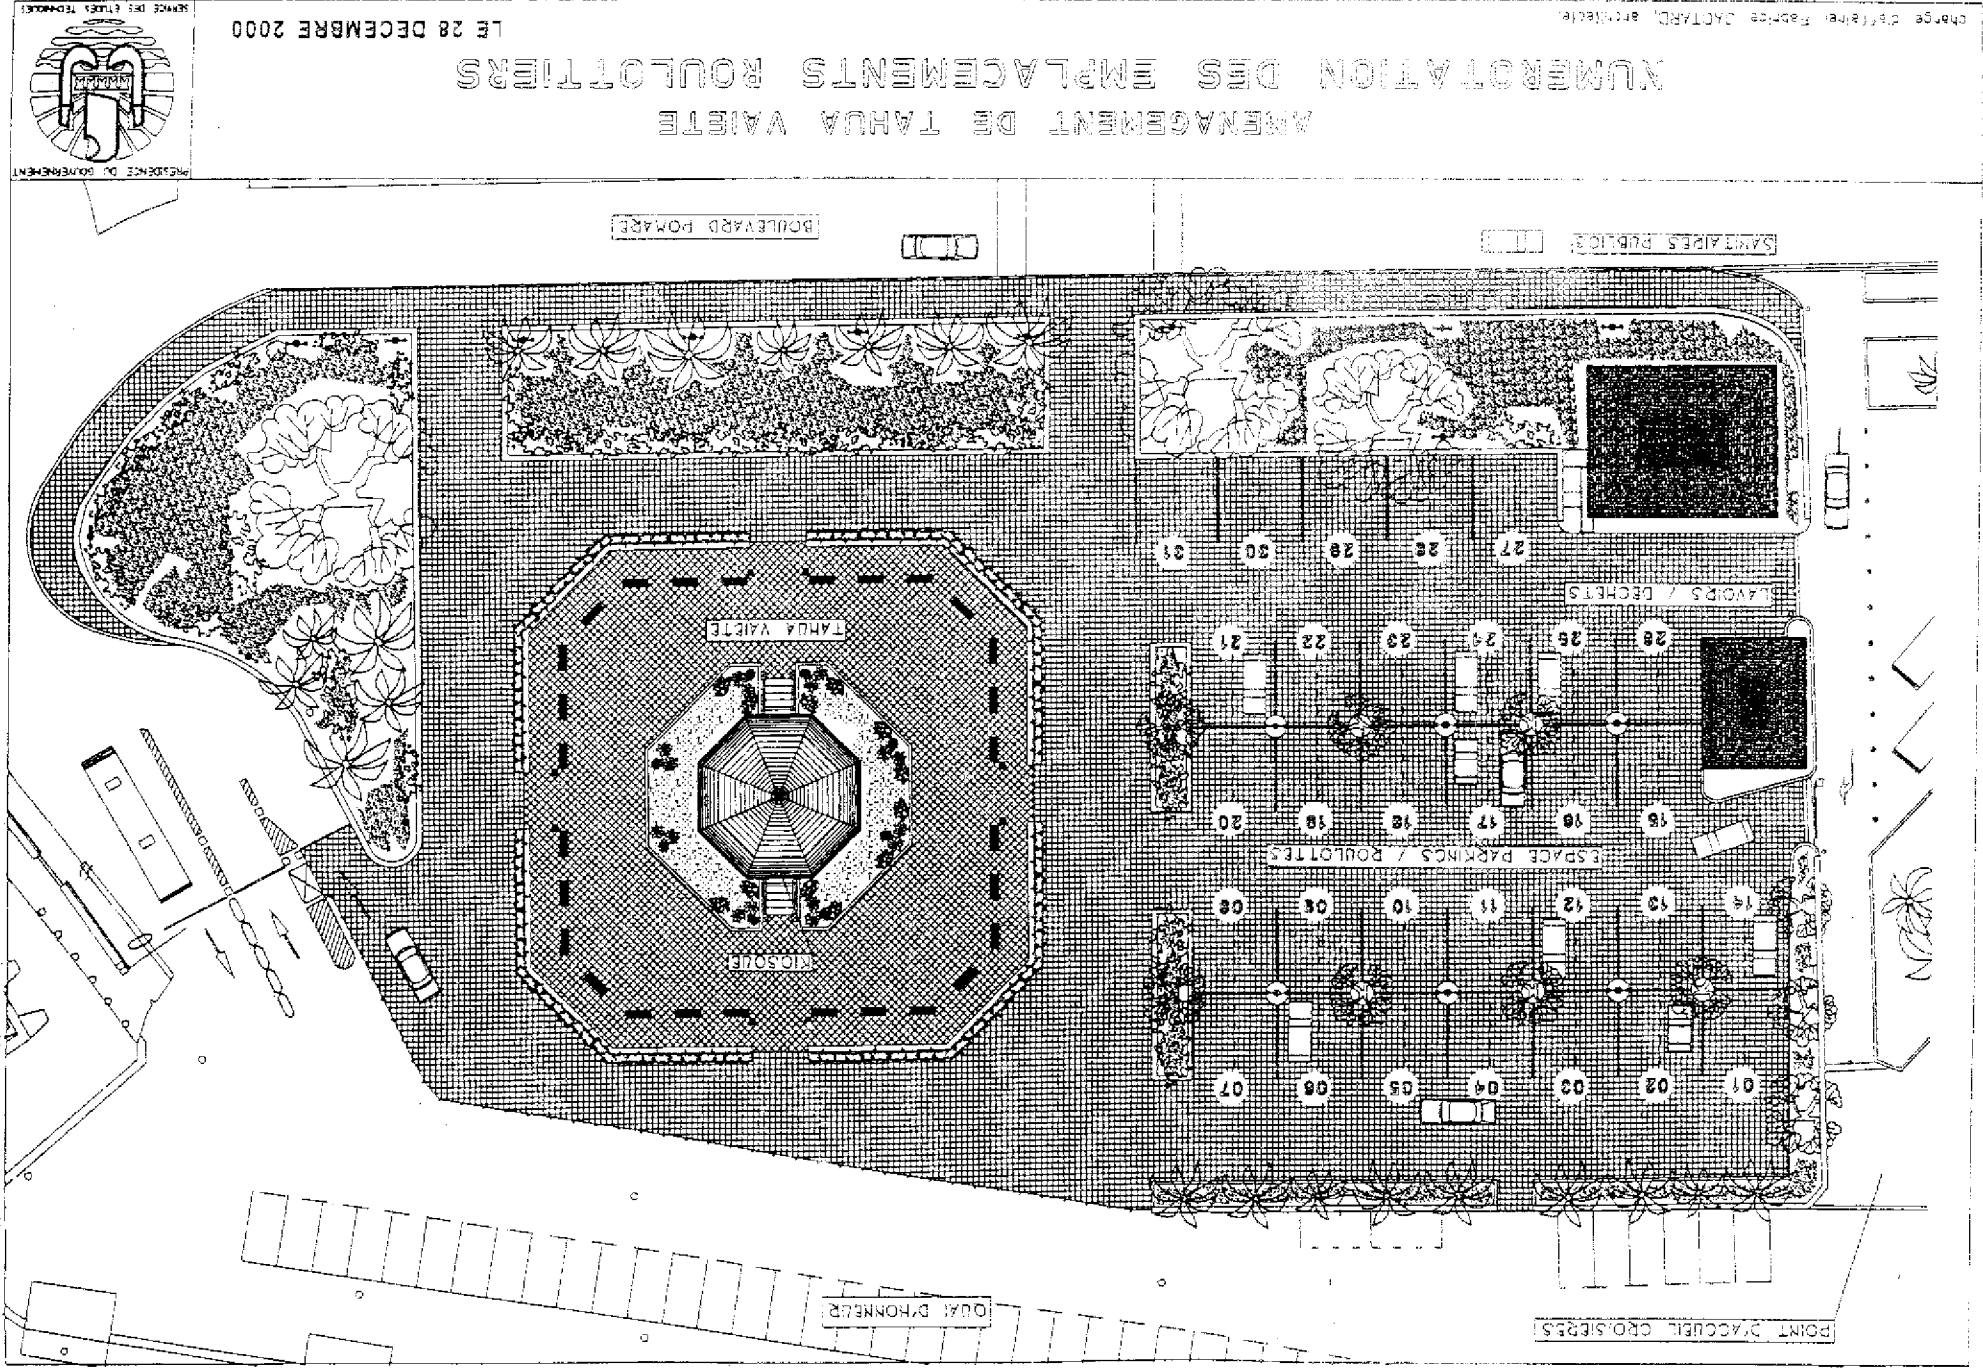 POINT D'ACCUEIL CROISIERES
QUAI D'HONNEUR
01 02 03 04 05 06 07
KIOSQUE
14 13 12 11 10 09 08
ESPACE PARKINGS / ROULOTTES
15 16 17 18 19 20
26 25 24 23 22 21
TAHUA VAIETE
LAVOIRS / DECHETS
27 28 29 30 31
SANITAIRES PUBLICS
BOULEVARD POMARE
PRESIDENCE DU GOUVERNEMENT
AMENAGEMENT DE TAHUA VAIETE
NUMEROTATION DES EMPLACEMENTS ROULOTTIERS
chargé d'affaire: Fabrice architecte.
LE 28 DECEMBRE 2000
SERVICE DES ETUDES TECHNIQUES